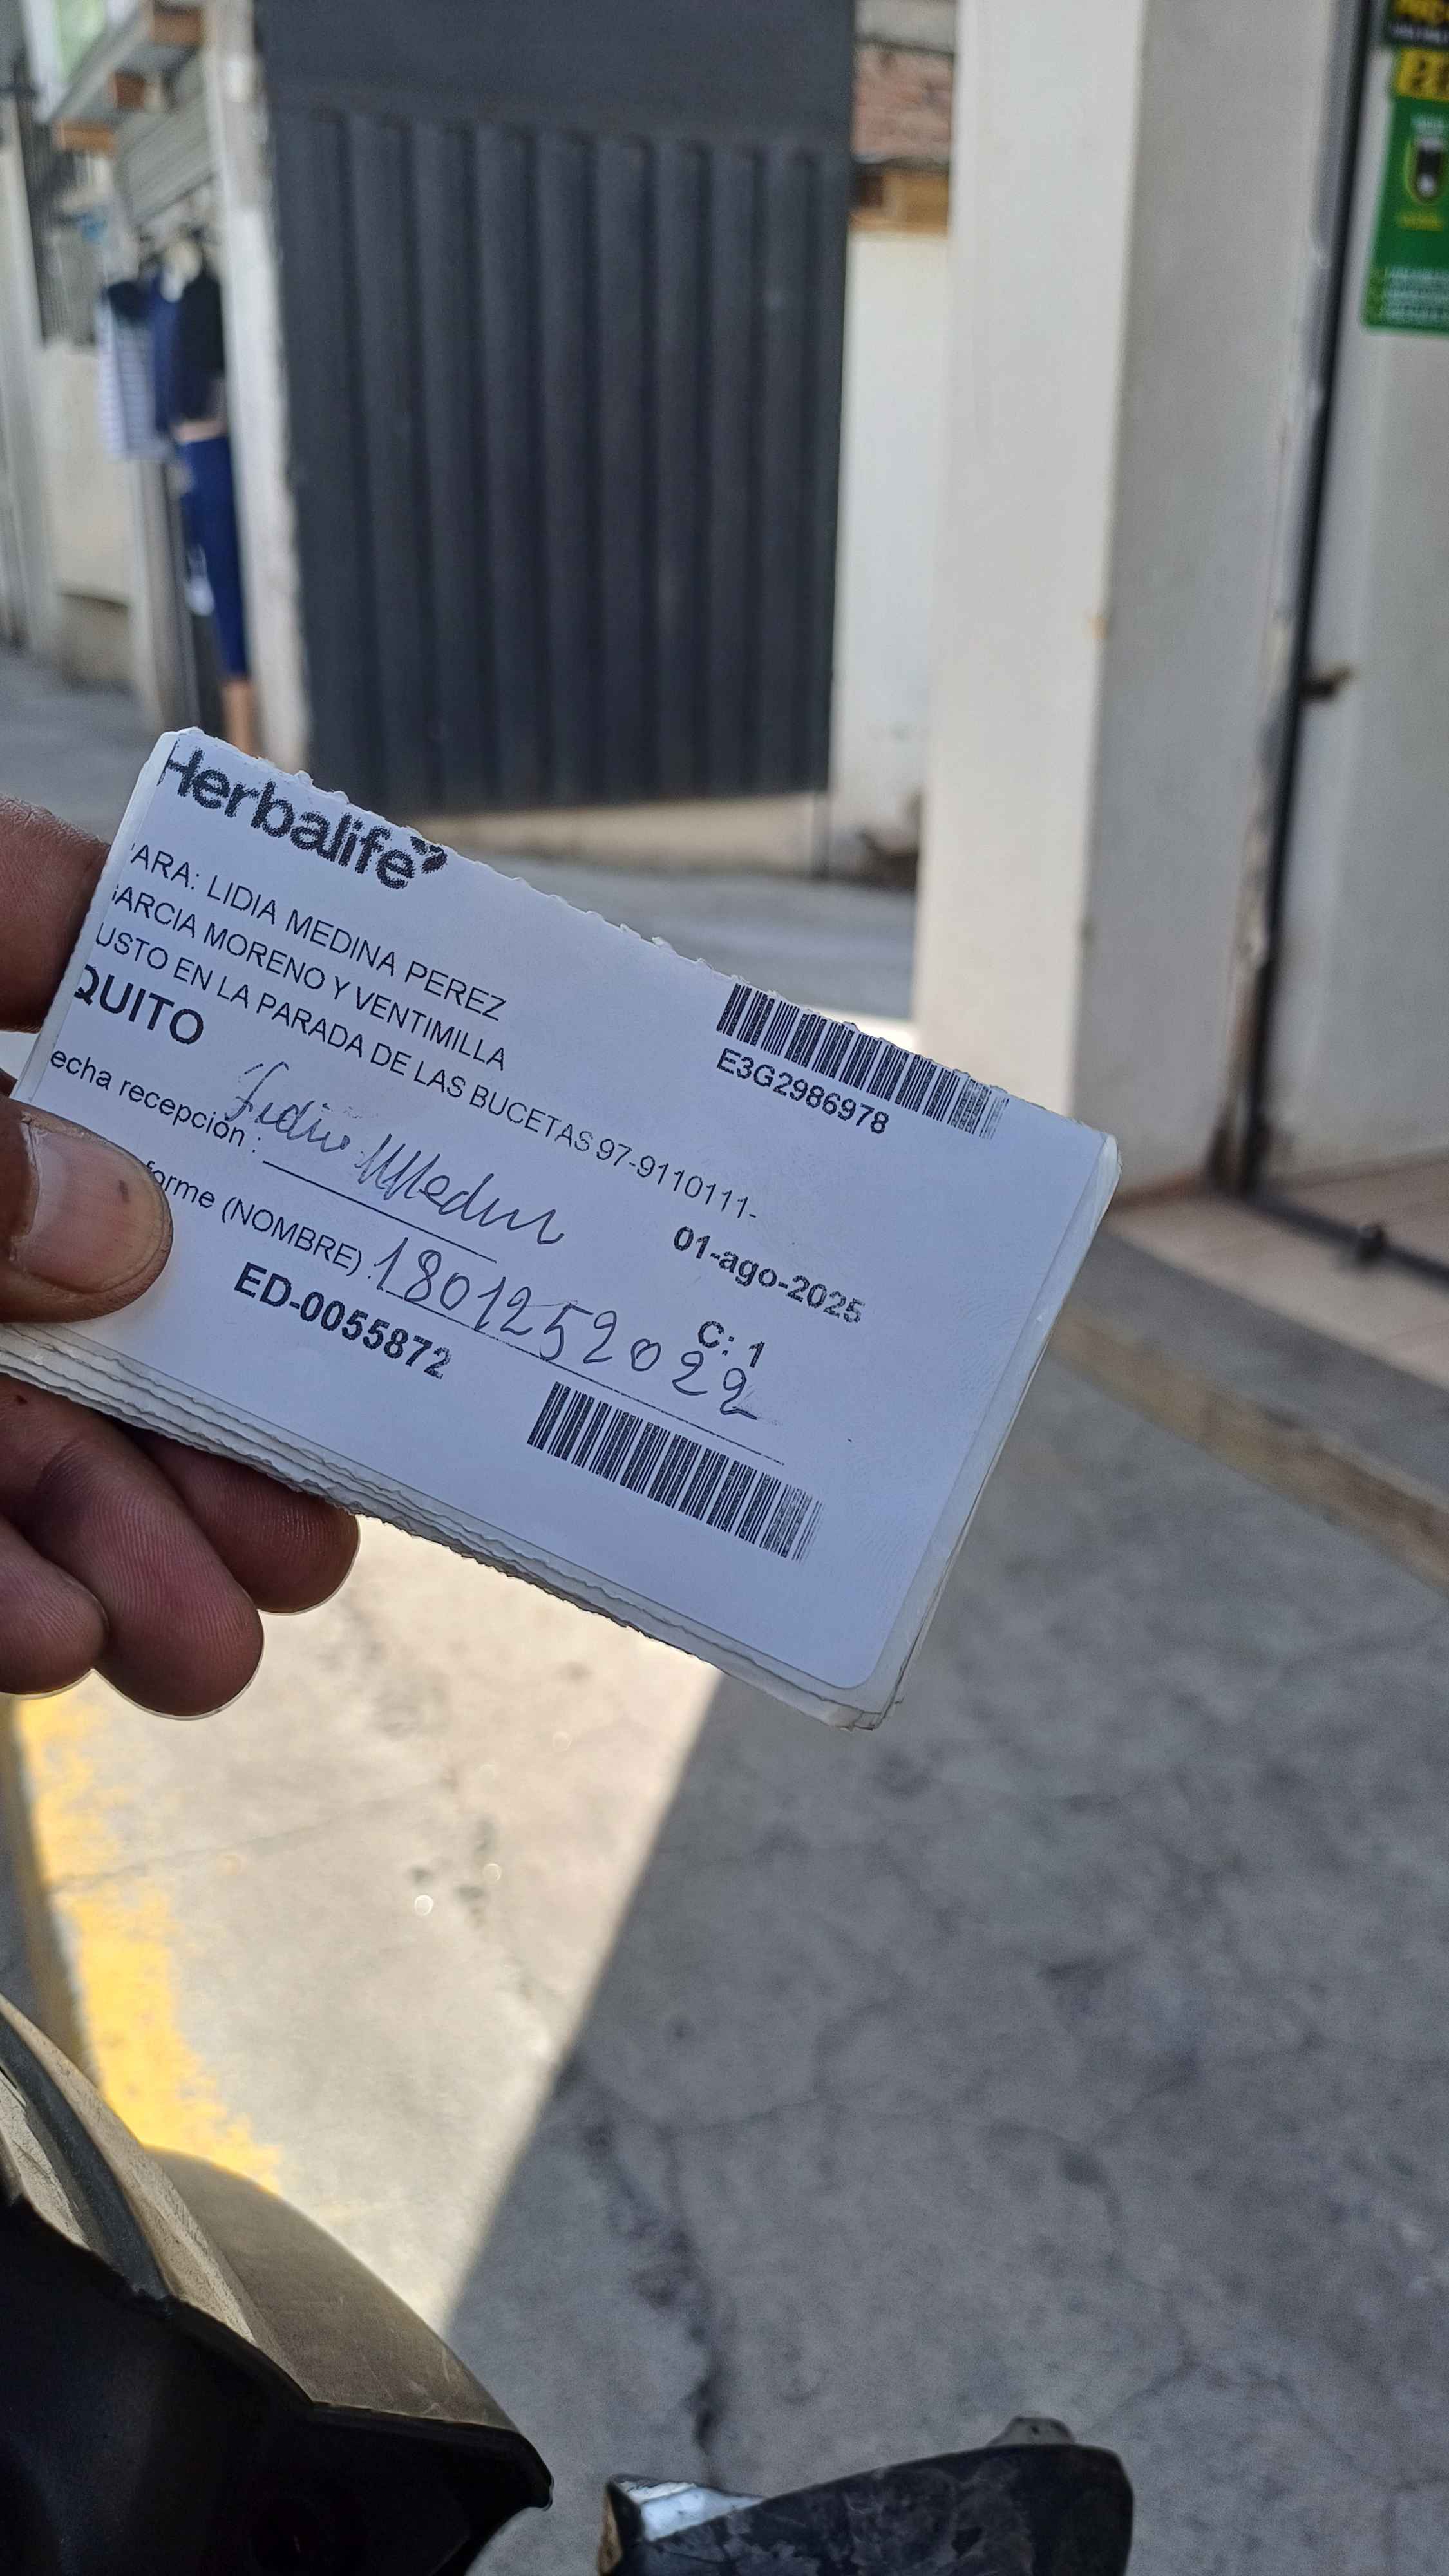 Herbalife
ARA: LIDIA MEDINA PEREZ
GARCIA MORENO Y VENTIMILLA
USTO EN LA PARADA DE LAS BUCETAS 97-9110111-
QUITO
E3G2986978
echa recepción :
Lidia Medina
01-ago-2025
forme (NOMBRE) :
1801252022
C: 1
ED-0055872